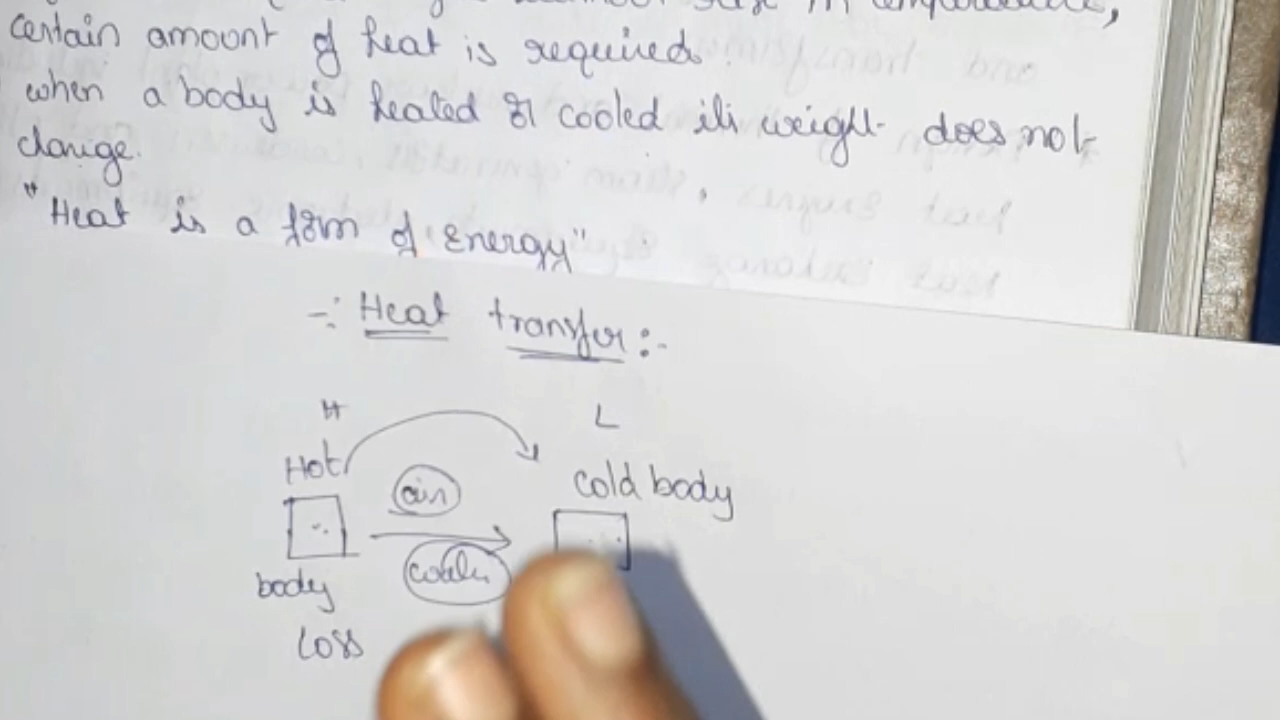 certain amount of heat is required.
when a body is heated or cooled its weight does not
change.
"Heat is a form of Energy"
-: Heat transfer :-
H L
Hot cold body
air
body
Loss